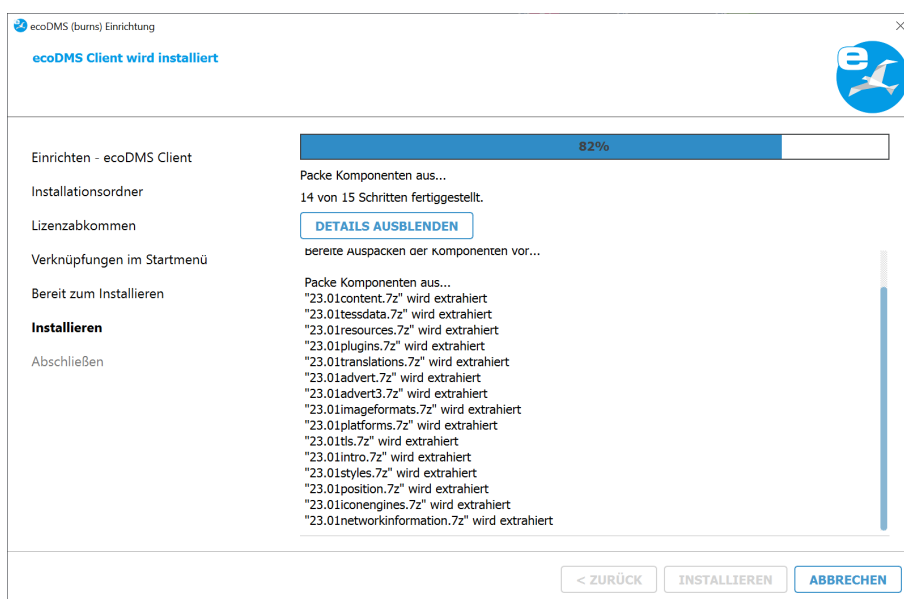 ecoDMS (burns) Einrichtung
ecoDMS Client wird installiert
e
Einrichten - ecoDMS Client
Installationsordner
Lizenzabkommen
Verknüpfungen im Startmenü
Bereit zum Installieren
Installieren
Abschließen
82%
Packe Komponenten aus...
14 von 15 Schritten fertiggestellt.
DETAILS AUSBLENDEN
Bereite Auspacken der Komponenten vor...
Packe Komponenten aus...
"23.01content.7z" wird extrahiert
"23.01tessdata.7z" wird extrahiert
"23.01resources.7z" wird extrahiert
"23.01plugins.7z" wird extrahiert
"23.01translations.7z" wird extrahiert
"23.01advert.7z" wird extrahiert
"23.01advert3.7z" wird extrahiert
"23.01imageformats.7z" wird extrahiert
"23.01platforms.7z" wird extrahiert
"23.01tls.7z" wird extrahiert
"23.01intro.7z" wird extrahiert
"23.01styles.7z" wird extrahiert
"23.01position.7z" wird extrahiert
"23.01iconengines.7z" wird extrahiert
"23.01networkinformation.7z" wird extrahiert
< ZURÜCK
INSTALLIEREN
ABBRECHEN